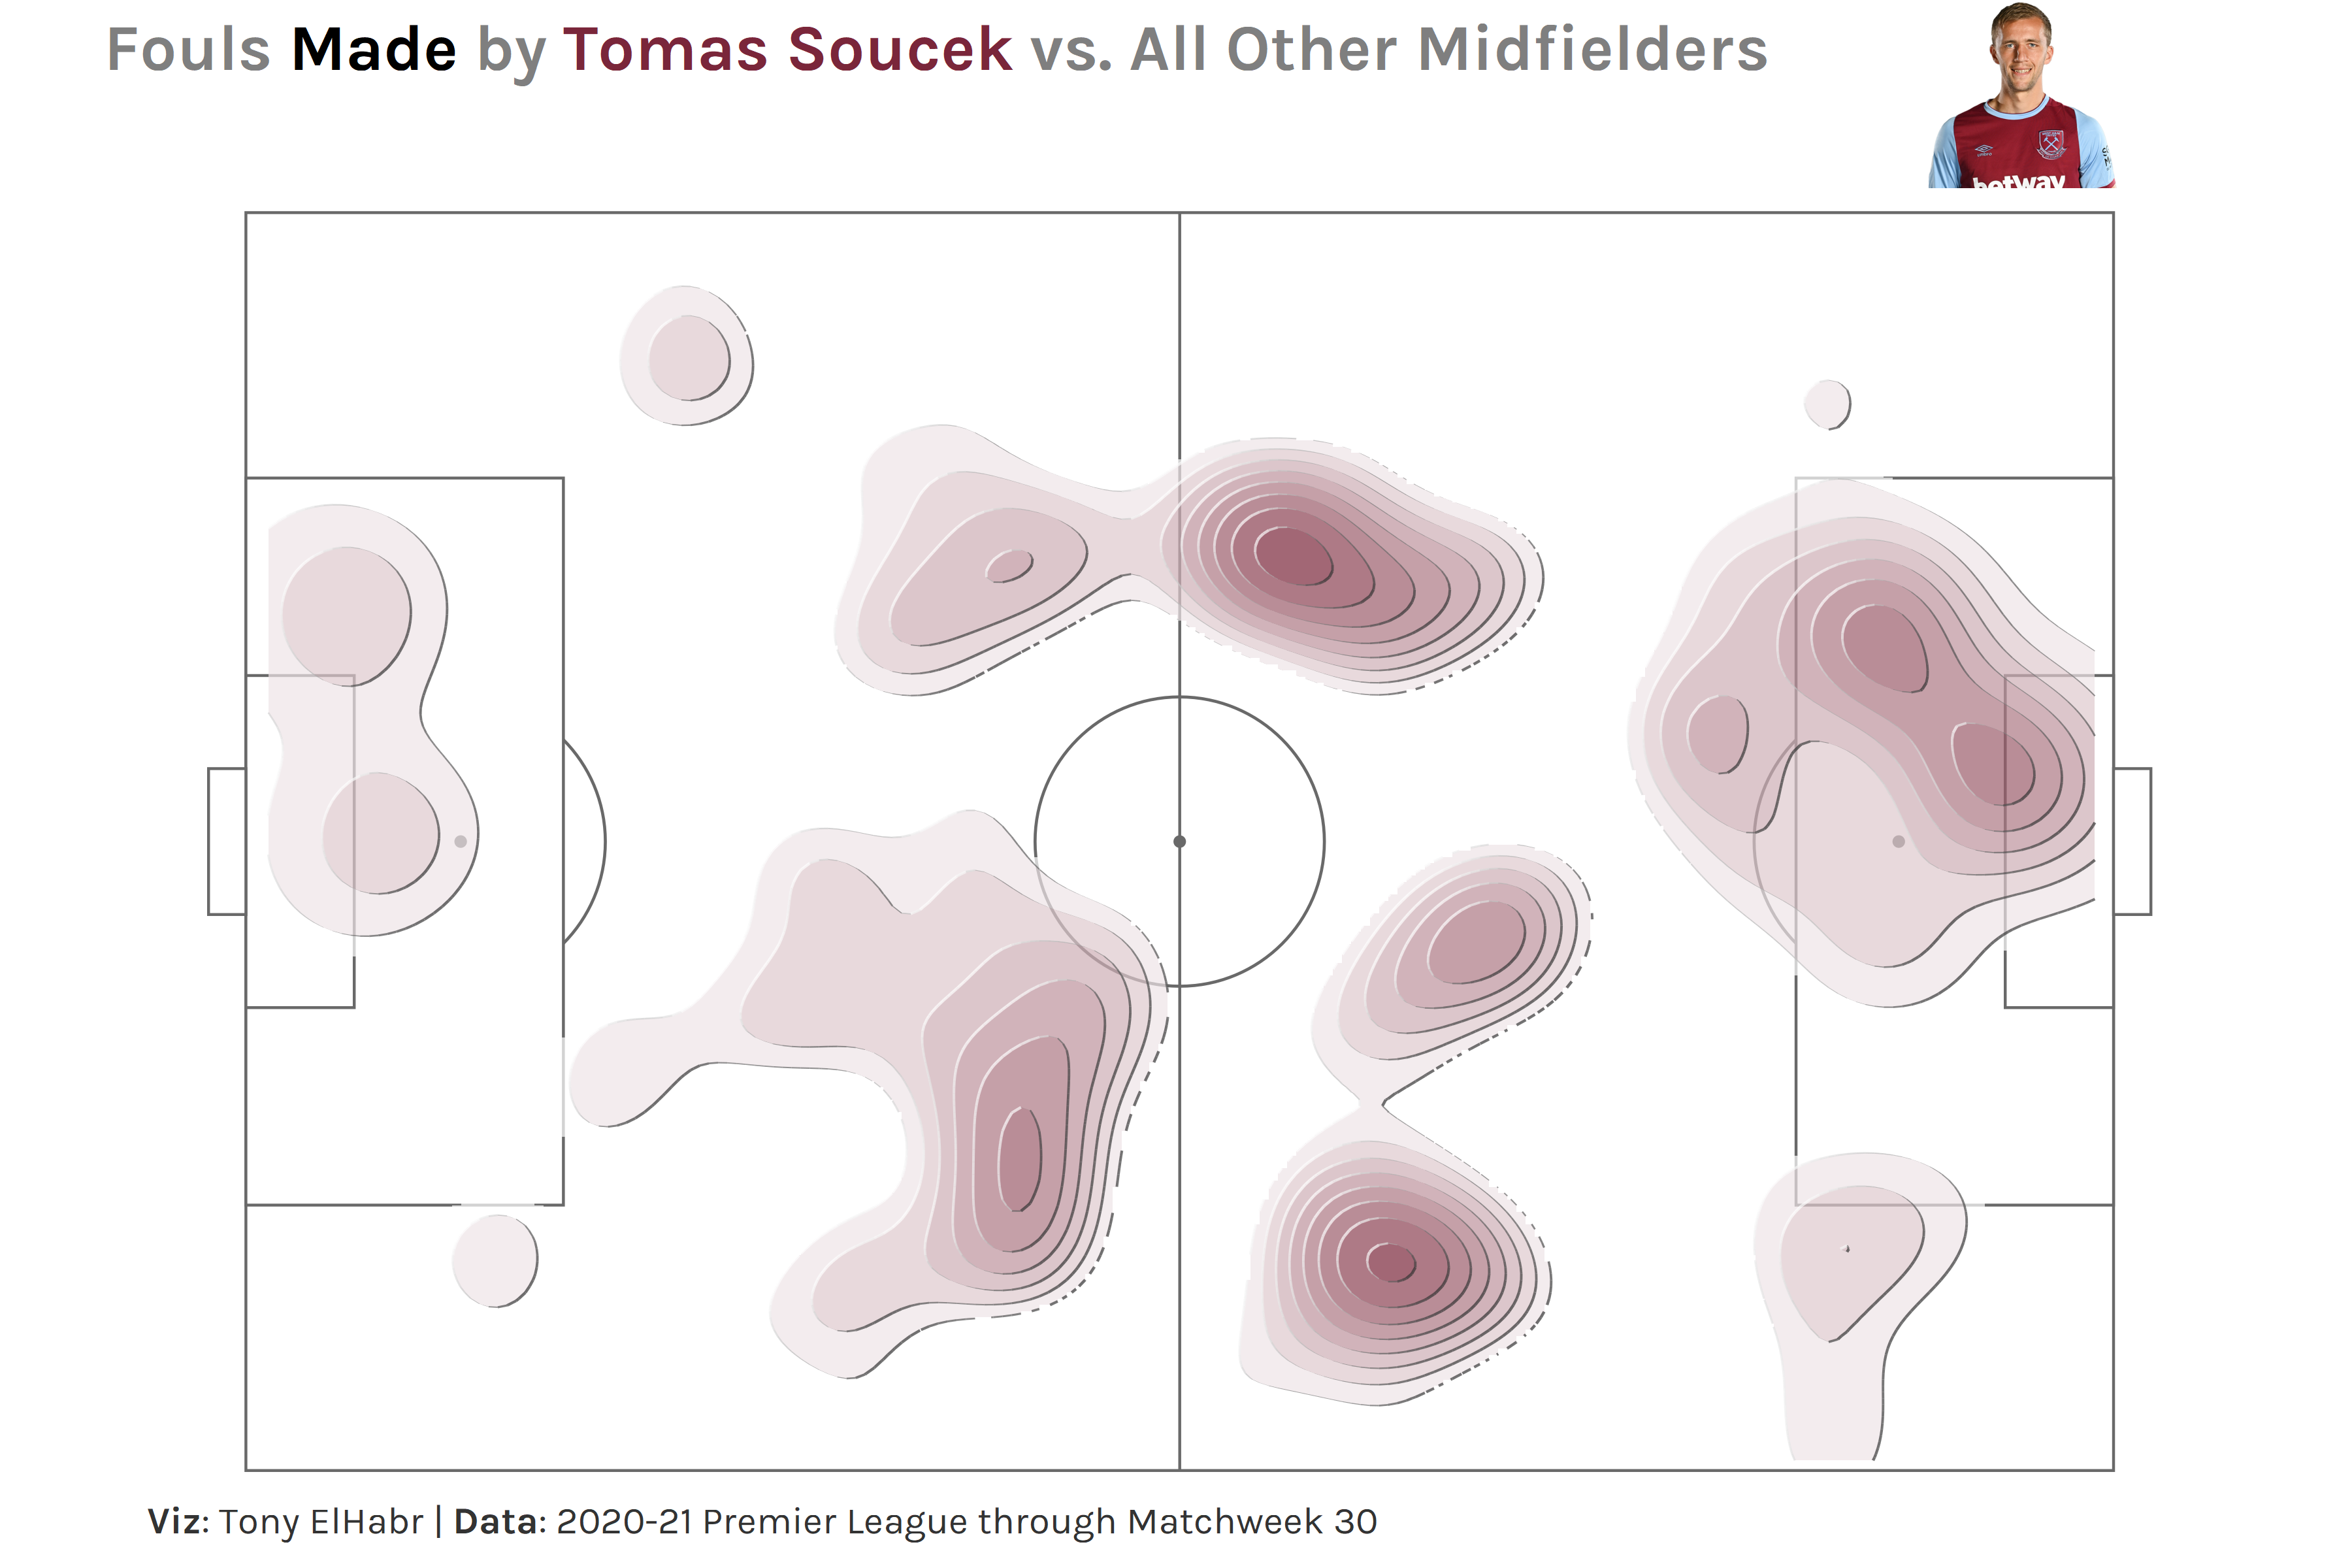 Fouls Made by Tomas Soucek vs. All Other Midfielders
betway
Viz: Tony ElHabr | Data: 2020-21 Premier League through Matchweek 30